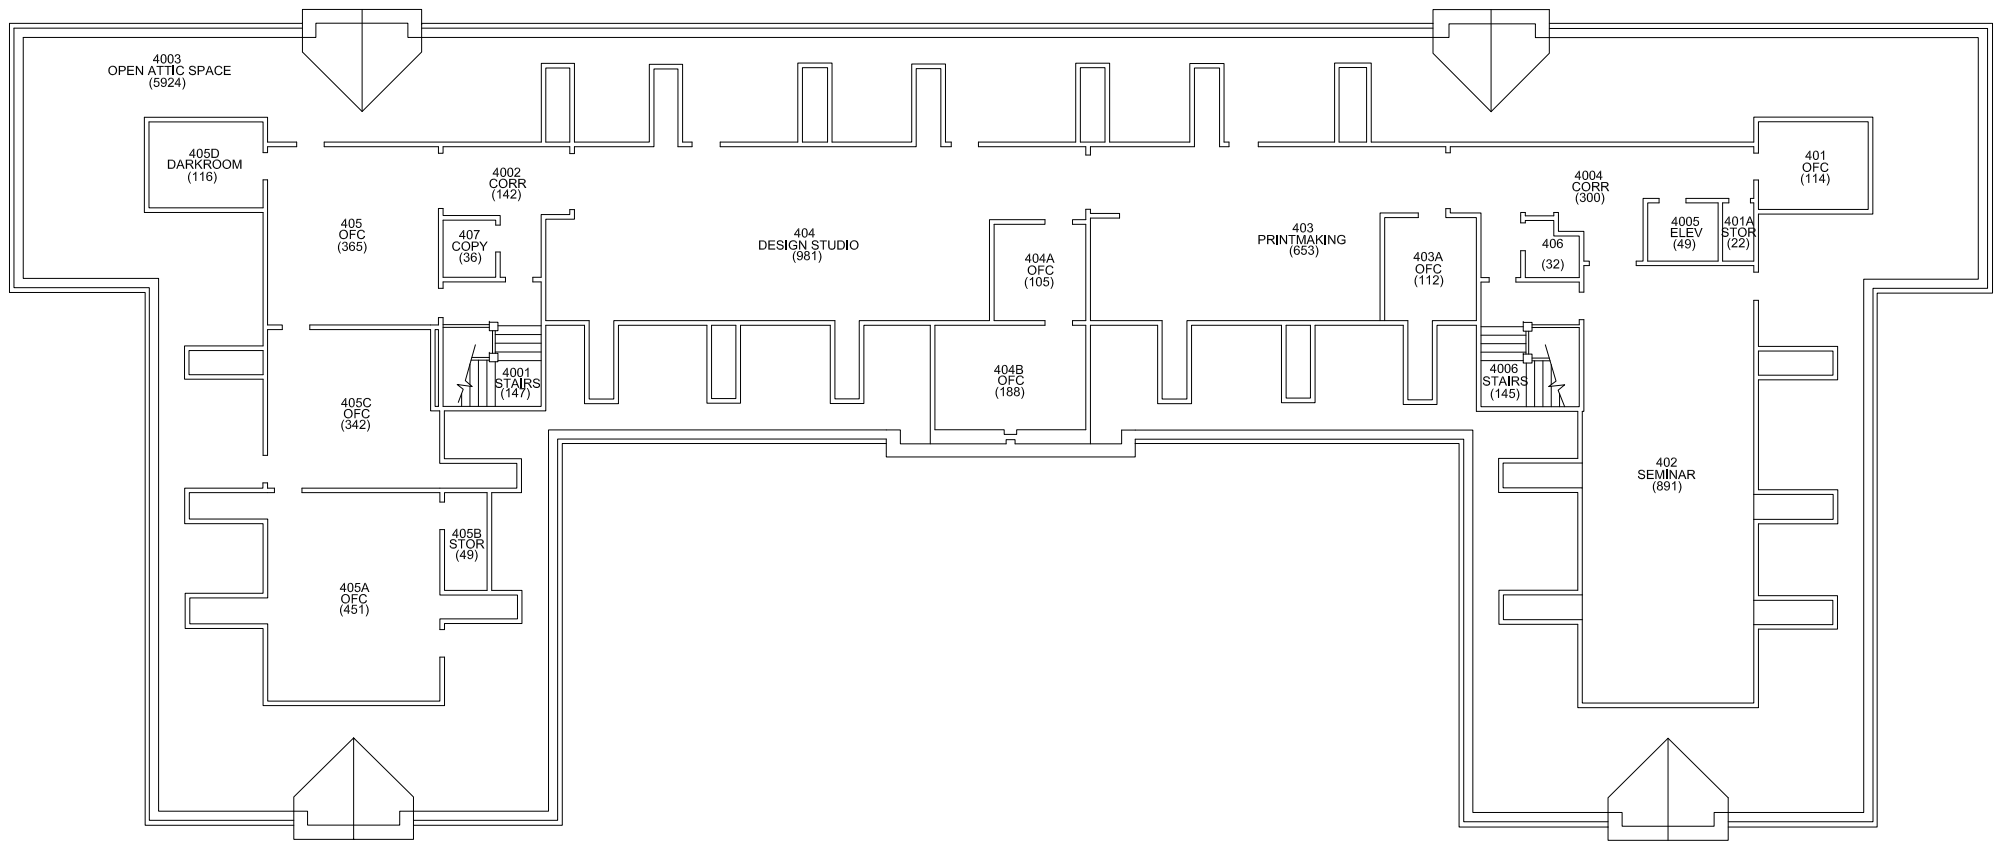 4003
OPEN ATTIC SPACE
(5924)
405D
DARKROOM
(116)
4002
CORR
(142)
405
OFC
(365)
407
COPY
(36)
404
DESIGN STUDIO
(981)
404A
OFC
(105)
403
PRINTMAKING
(653)
403A
OFC
(112)
4004
CORR
(300)
401
OFC
(114)
4005
ELEV
(49)
401A
STOR
(22)
406
(32)
4001
STAIRS
(147)
404B
OFC
(188)
4006
STAIRS
(145)
405C
OFC
(342)
402
SEMINAR
(891)
405B
STOR
(49)
405A
OFC
(451)